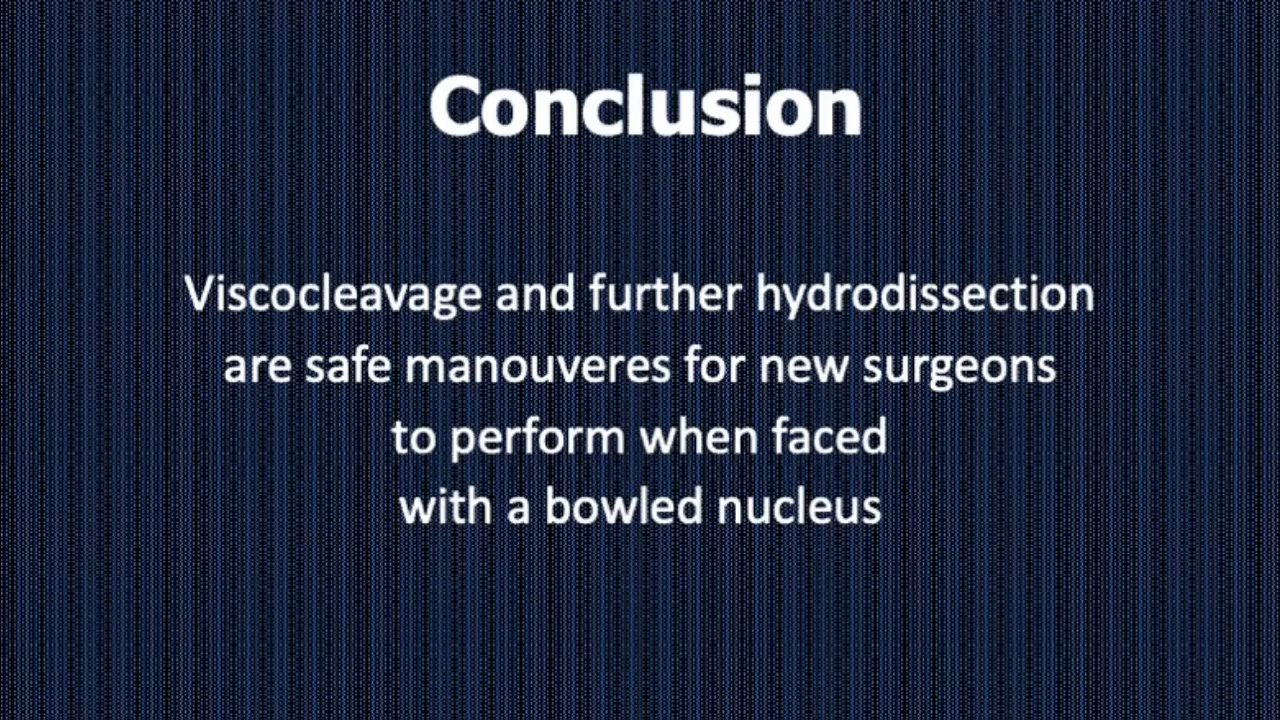 Conclusion
Viscocleavage and further hydrodissection
are safe manouveres for new surgeons
to perform when faced
with a bowled nucleus